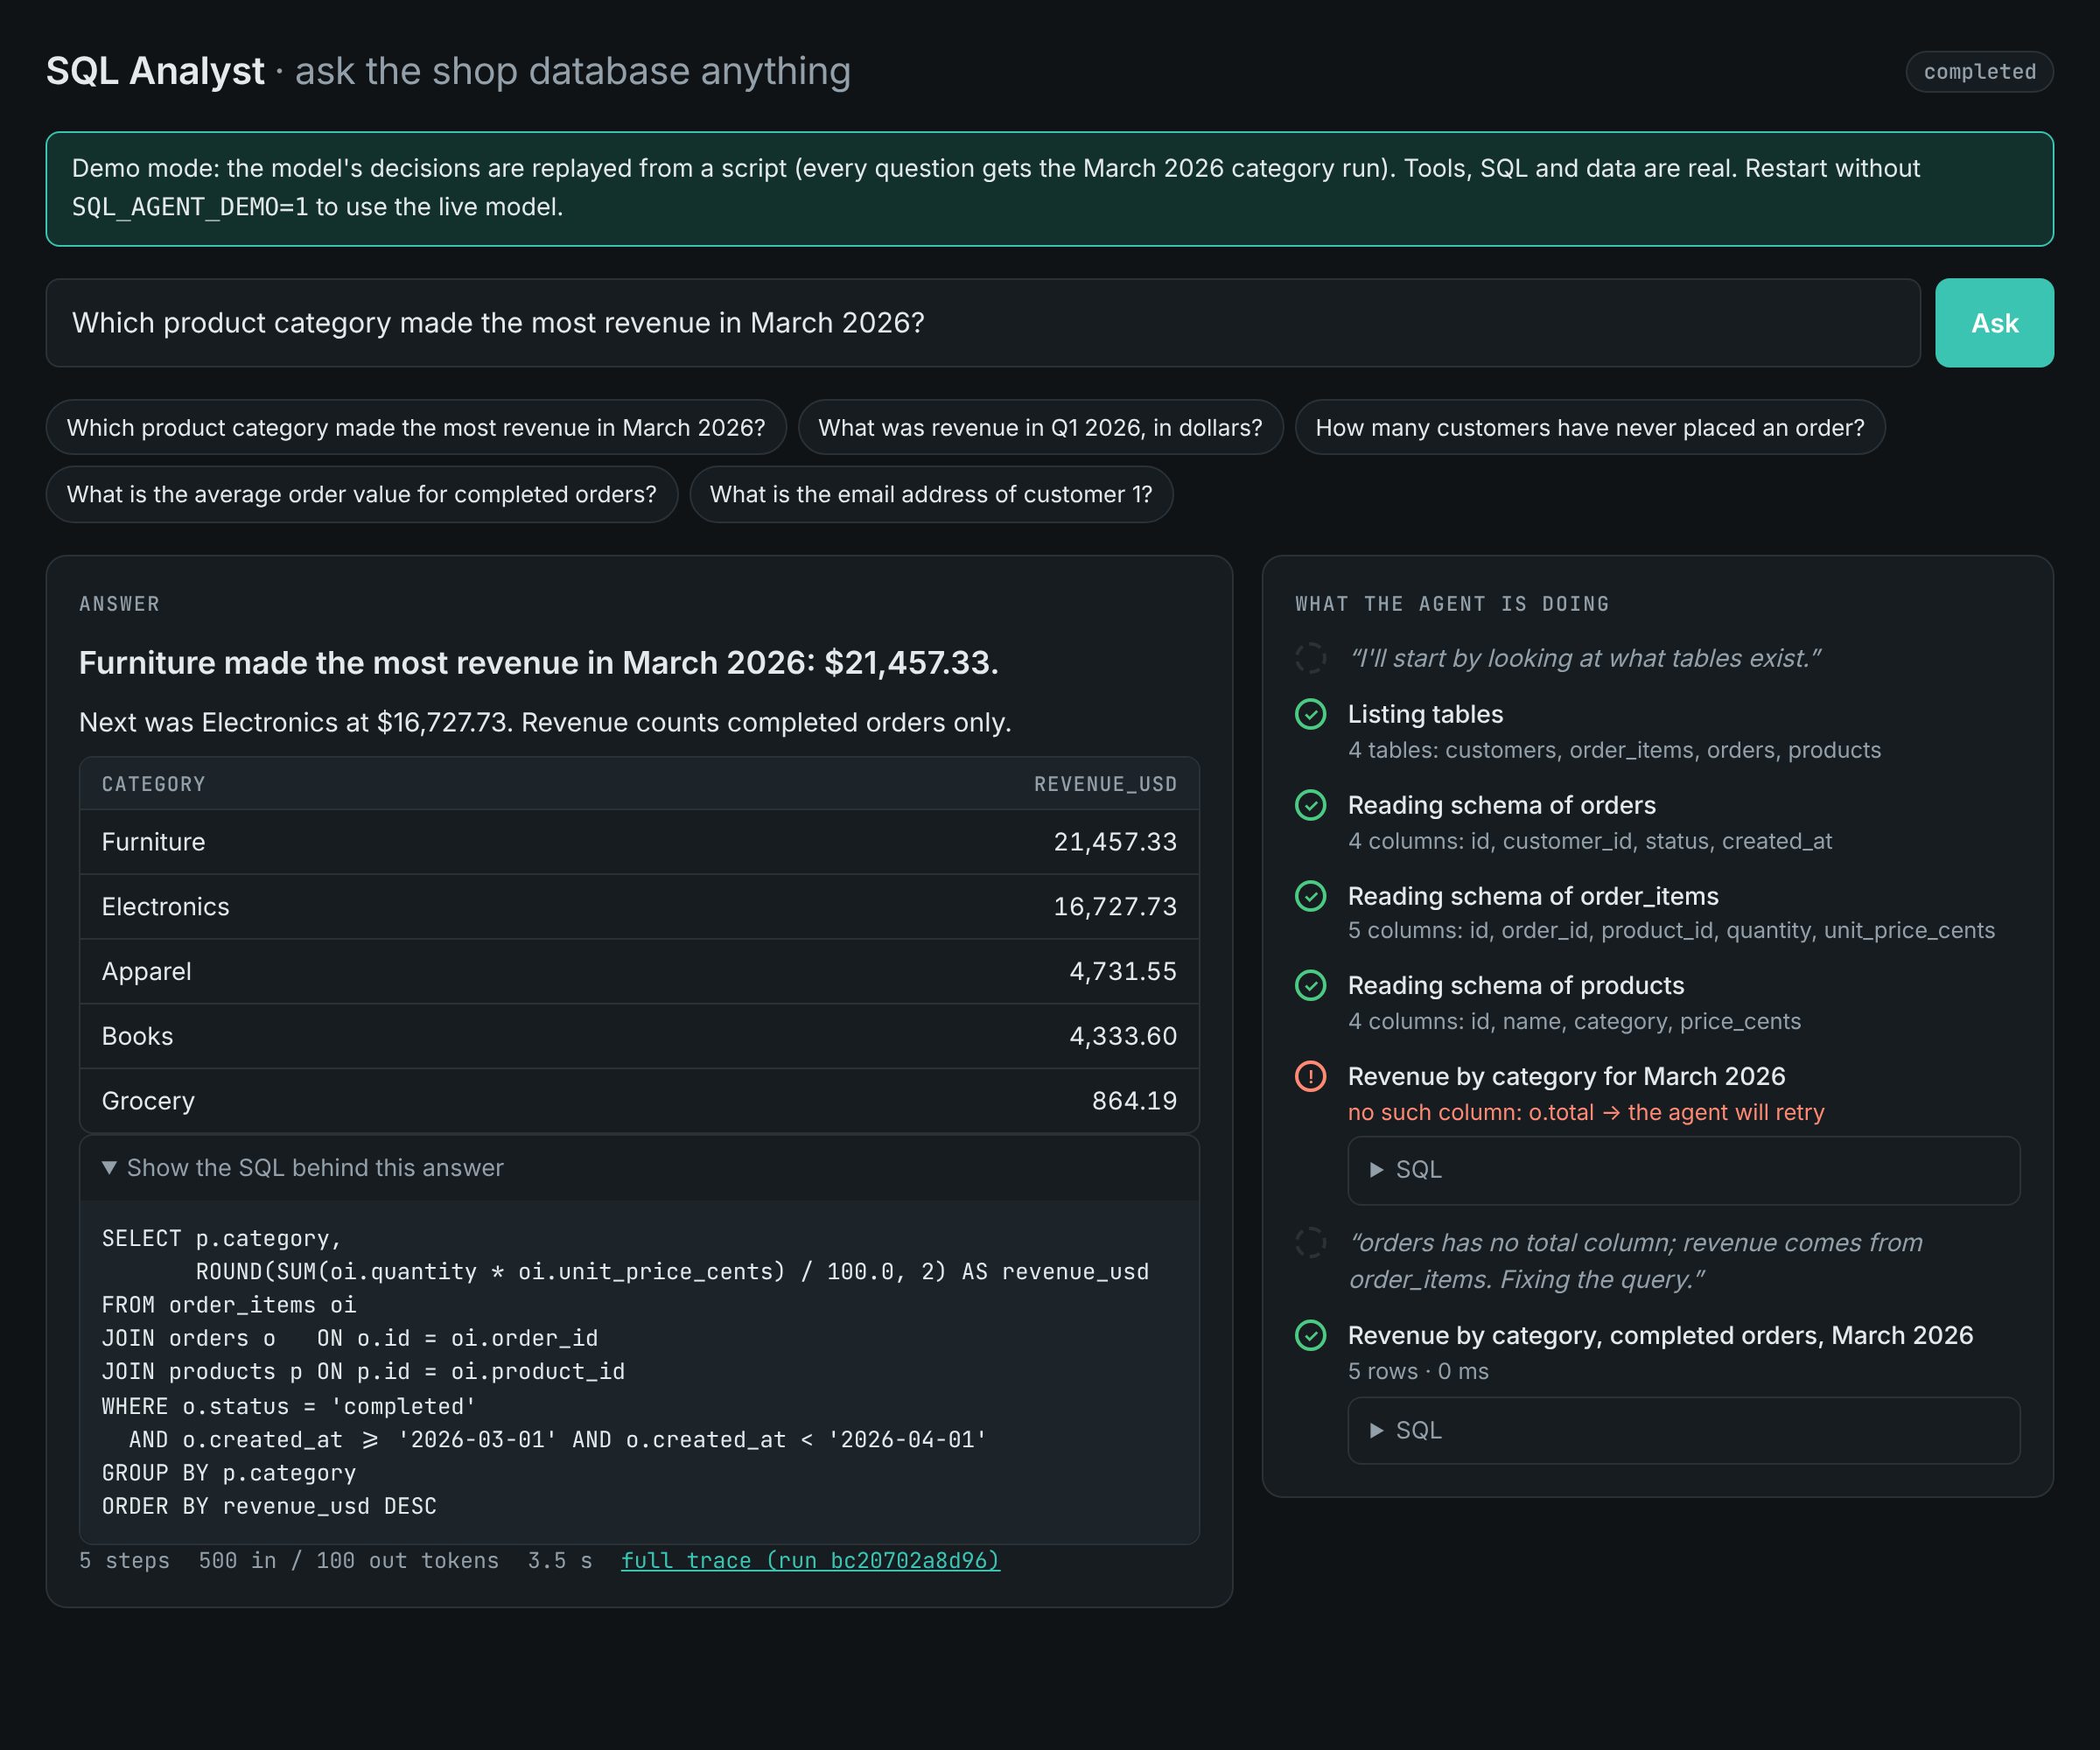 SQL Analyst · ask the shop database anything
completed
Demo mode: the model's decisions are replayed from a script (every question gets the March 2026 category run). Tools, SQL and data are real. Restart without
SQL_AGENT_DEMO=1 to use the live model.
Which product category made the most revenue in March 2026?
Ask
Which product category made the most revenue in March 2026?
What was revenue in Q1 2026, in dollars?
How many customers have never placed an order?
What is the average order value for completed orders?
What is the email address of customer 1?
ANSWER
Furniture made the most revenue in March 2026: $21,457.33.
Next was Electronics at $16,727.73. Revenue counts completed orders only.
CATEGORY REVENUE_USD
Furniture 21,457.33
Electronics 16,727.73
Apparel 4,731.55
Books 4,333.60
Grocery 864.19
▼ Show the SQL behind this answer
SELECT p.category,
       ROUND(SUM(oi.quantity * oi.unit_price_cents) / 100.0, 2) AS revenue_usd
FROM order_items oi
JOIN orders o   ON o.id = oi.order_id
JOIN products p ON p.id = oi.product_id
WHERE o.status = 'completed'
  AND o.created_at >= '2026-03-01' AND o.created_at < '2026-04-01'
GROUP BY p.category
ORDER BY revenue_usd DESC
5 steps 500 in / 100 out tokens 3.5 s full trace (run bc20702a8d96)
WHAT THE AGENT IS DOING
“I'll start by looking at what tables exist.”
Listing tables
4 tables: customers, order_items, orders, products
Reading schema of orders
4 columns: id, customer_id, status, created_at
Reading schema of order_items
5 columns: id, order_id, product_id, quantity, unit_price_cents
Reading schema of products
4 columns: id, name, category, price_cents
Revenue by category for March 2026
no such column: o.total → the agent will retry
▶ SQL
“orders has no total column; revenue comes from
order_items. Fixing the query.”
Revenue by category, completed orders, March 2026
5 rows · 0 ms
▶ SQL